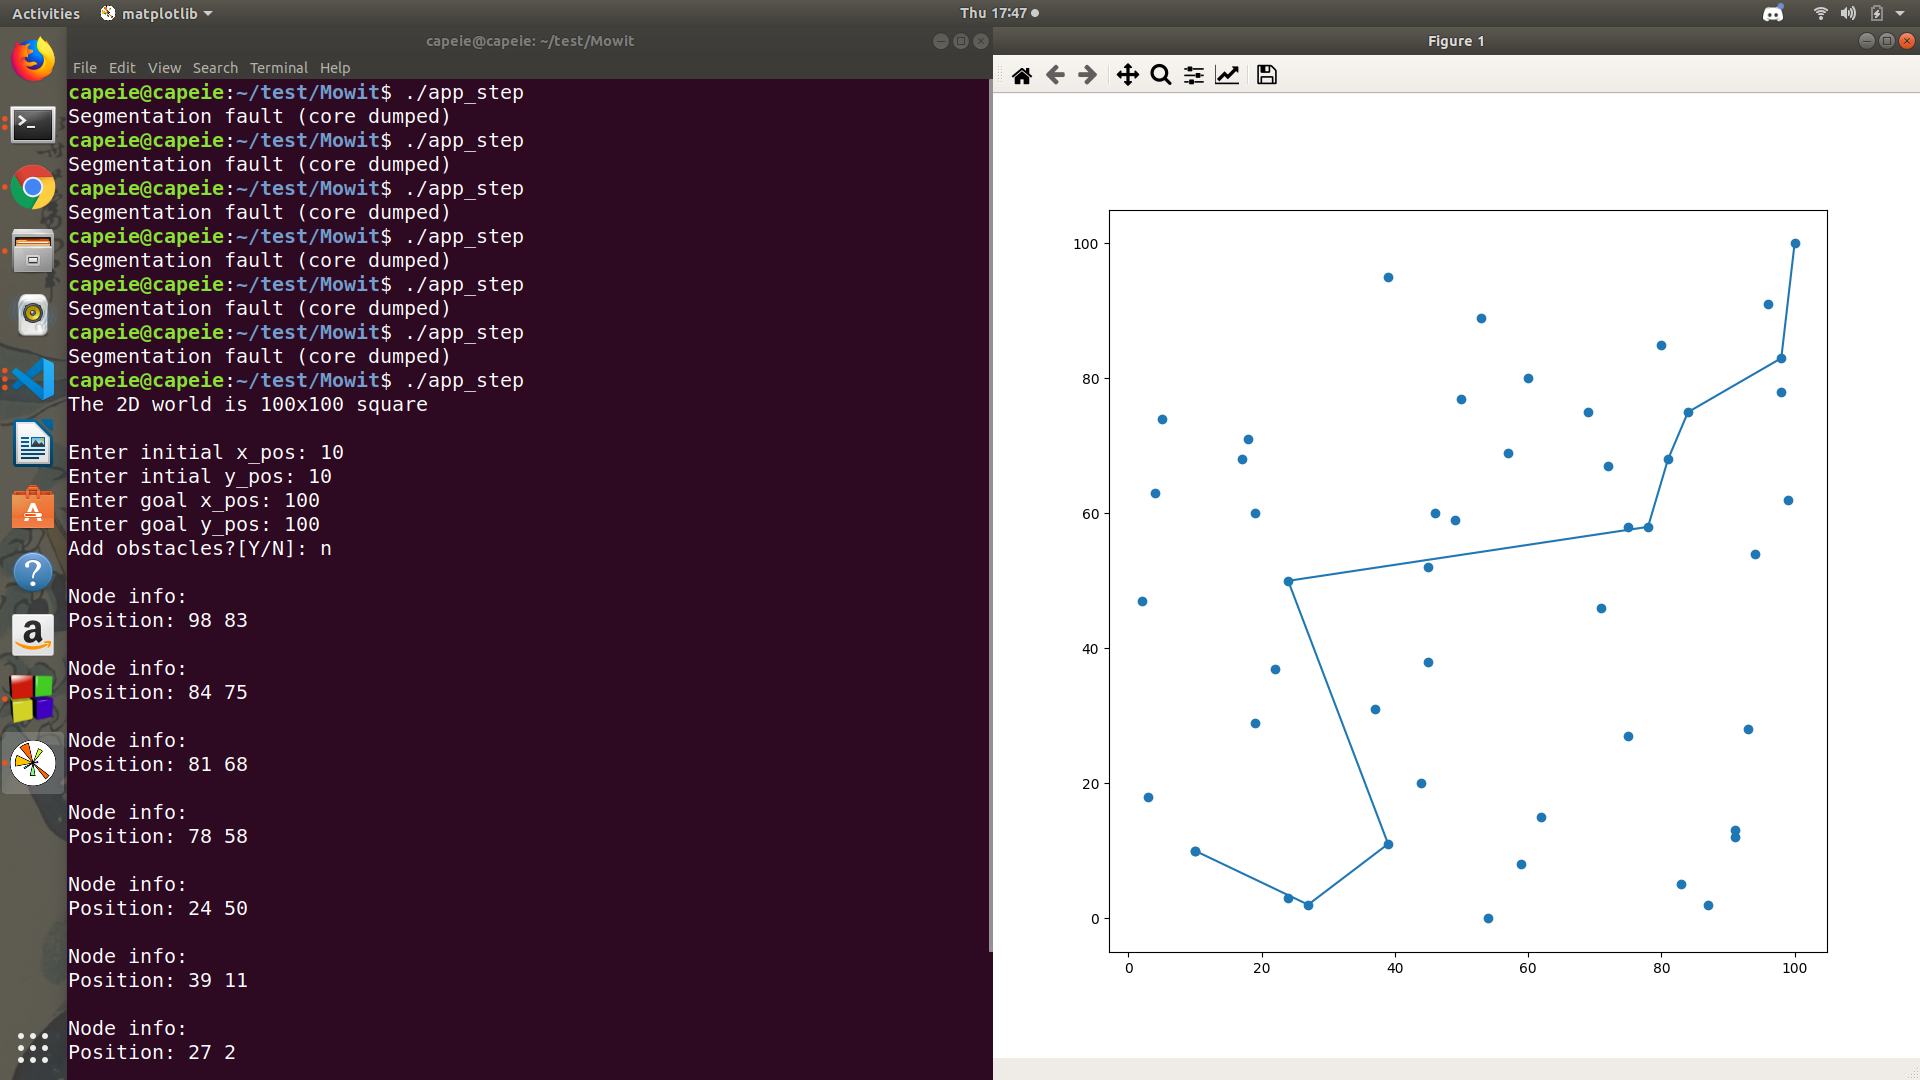 Activities
matplotlib
Thu 17:47
capeie@capeie: ~/test/Mowit
File Edit View Search Terminal Help
capeie@capeie:~/test/Mowit$ ./app_step
Segmentation fault (core dumped)
capeie@capeie:~/test/Mowit$ ./app_step
Segmentation fault (core dumped)
capeie@capeie:~/test/Mowit$ ./app_step
Segmentation fault (core dumped)
capeie@capeie:~/test/Mowit$ ./app_step
Segmentation fault (core dumped)
capeie@capeie:~/test/Mowit$ ./app_step
Segmentation fault (core dumped)
capeie@capeie:~/test/Mowit$ ./app_step
Segmentation fault (core dumped)
capeie@capeie:~/test/Mowit$ ./app_step
The 2D world is 100x100 square
Enter initial x_pos: 10
Enter intial y_pos: 10
Enter goal x_pos: 100
Enter goal y_pos: 100
Add obstacles?[Y/N]: n
Node info:
Position: 98 83
Node info:
Position: 84 75
Node info:
Position: 81 68
Node info:
Position: 78 58
Node info:
Position: 24 50
Node info:
Position: 39 11
Node info:
Position: 27 2
Figure 1
100
80
60
40
20
0
0 20 40 60 80 100